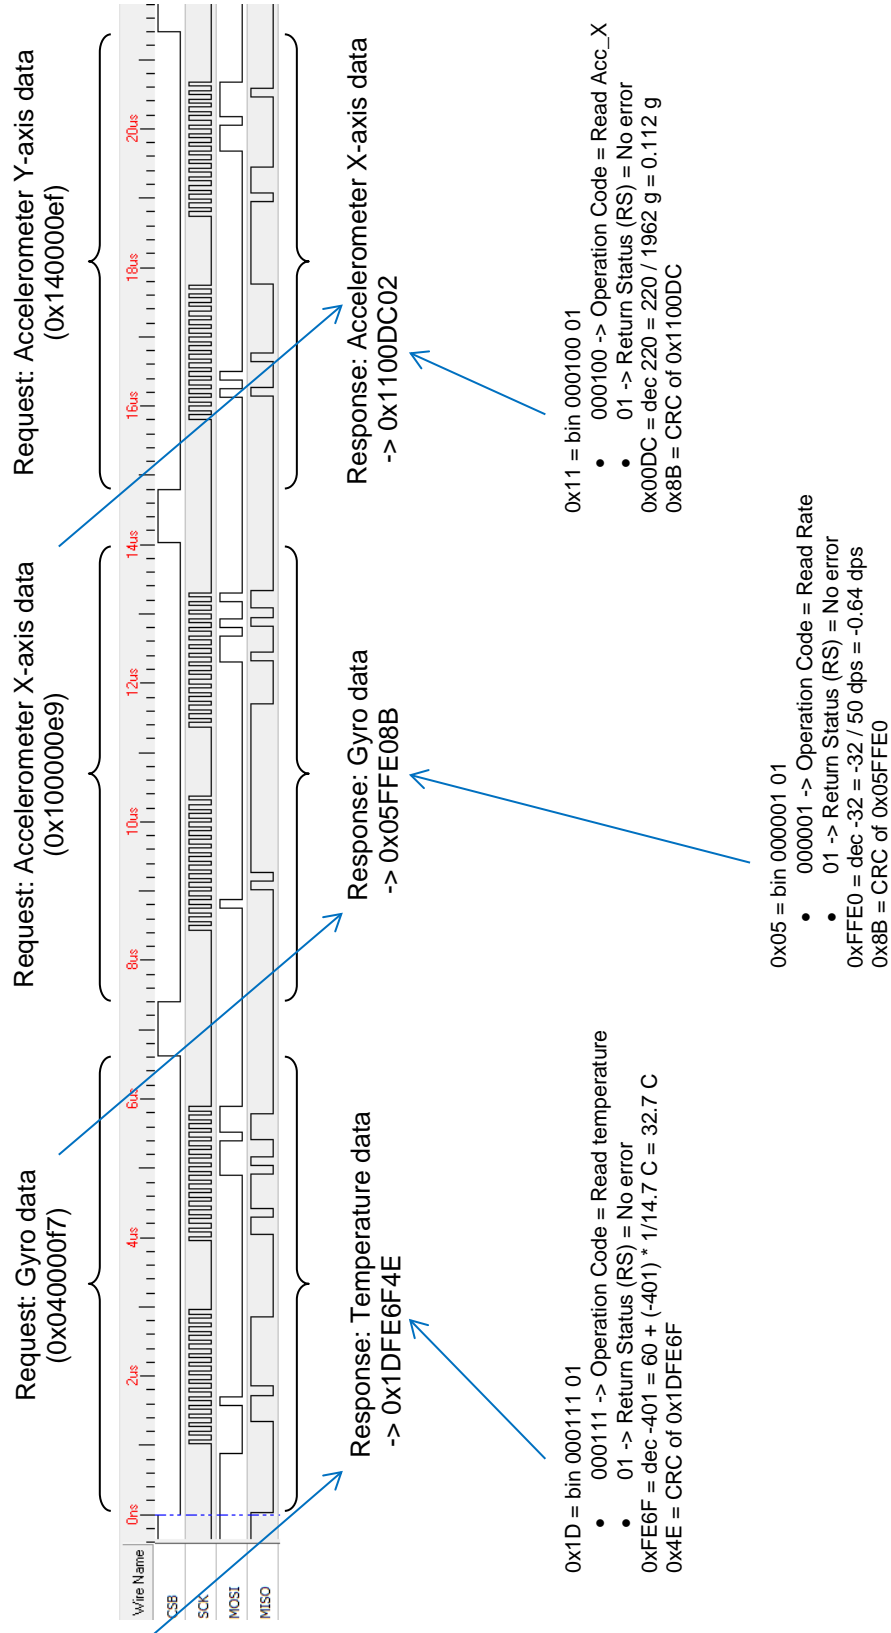 Request: Gyro data
(0x040000f7)
Request: Accelerometer X-axis data
(0x100000e9)
Request: Accelerometer Y-axis data
(0x140000ef)
Wire Name
0ns
2us
4us
6us
8us
10us
12us
14us
16us
18us
20us
CSB
SCK
MOSI
MISO
Response: Temperature data
-> 0x1DFE6F4E
Response: Gyro data
-> 0x05FFE08B
Response: Accelerometer X-axis data
-> 0x1100DC02
0x1D = bin 000111 01
• 000111 -> Operation Code = Read temperature
• 01 -> Return Status (RS) = No error
0xFE6F = dec -401 = 60 + (-401) * 1/14.7 C = 32.7 C
0x4E = CRC of 0x1DFE6F
0x05 = bin 000001 01
• 000001 -> Operation Code = Read Rate
• 01 -> Return Status (RS) = No error
0xFFE0 = dec -32 = -32 / 50 dps = -0.64 dps
0x8B = CRC of 0x05FFE0
0x11 = bin 000100 01
• 000100 -> Operation Code = Read Acc_X
• 01 -> Return Status (RS) = No error
0x00DC = dec 220 = 220 / 1962 g = 0.112 g
0x8B = CRC of 0x1100DC